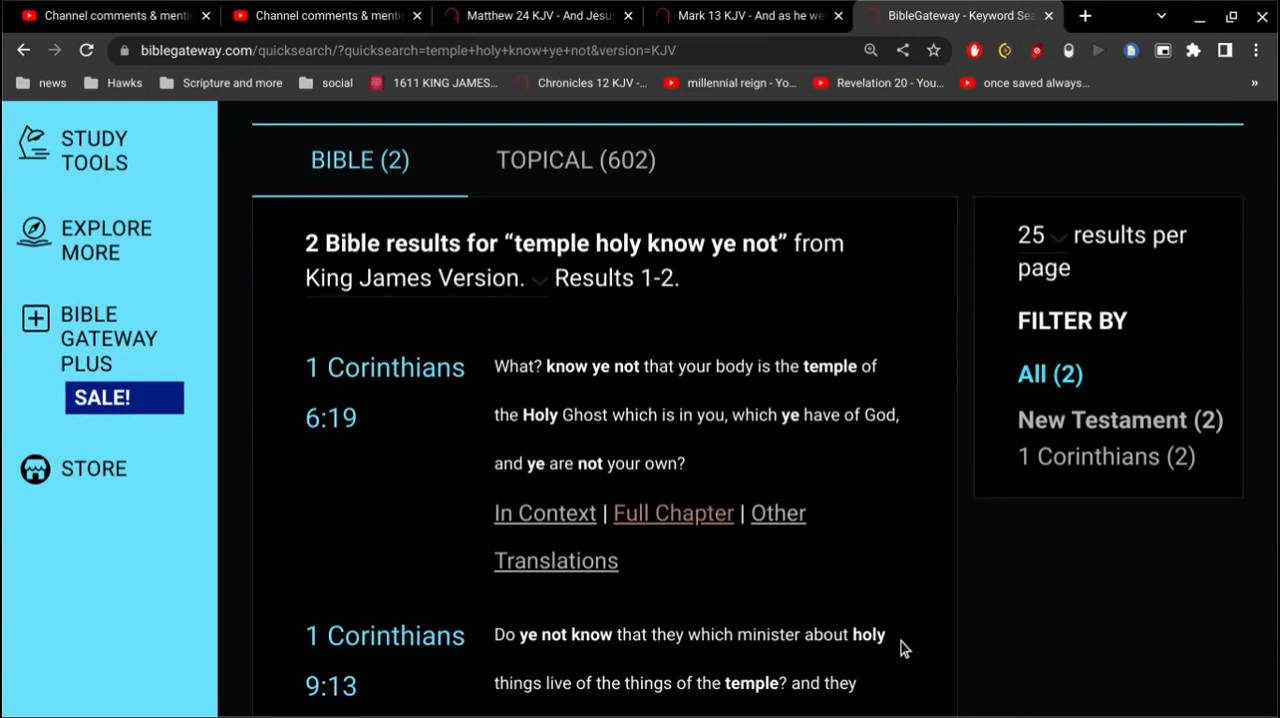 Channel comments & menti
Channel comments & menti
Matthew 24 KJV - And Jesu
Mark 13 KJV - And as he we
BibleGateway - Keyword Sea
biblegateway.com/quicksearch/?quicksearch=temple+holy+know+ye+not&version=KJV
news
Hawks
Scripture and more
social
1611 KING JAMES...
Chronicles 12 KJV -...
millennial reign - Yo...
Revelation 20 - You...
once saved always...
»
STUDY
TOOLS
EXPLORE
MORE
BIBLE
GATEWAY
PLUS
SALE!
STORE
BIBLE (2)
TOPICAL (602)
2 Bible results for “temple holy know ye not” from
King James Version. Results 1-2.
1 Corinthians
6:19
What? know ye not that your body is the temple of
the Holy Ghost which is in you, which ye have of God,
and ye are not your own?
In Context | Full Chapter | Other
Translations
1 Corinthians
9:13
Do ye not know that they which minister about holy
things live of the things of the temple? and they
25 results per
page
FILTER BY
All (2)
New Testament (2)
1 Corinthians (2)